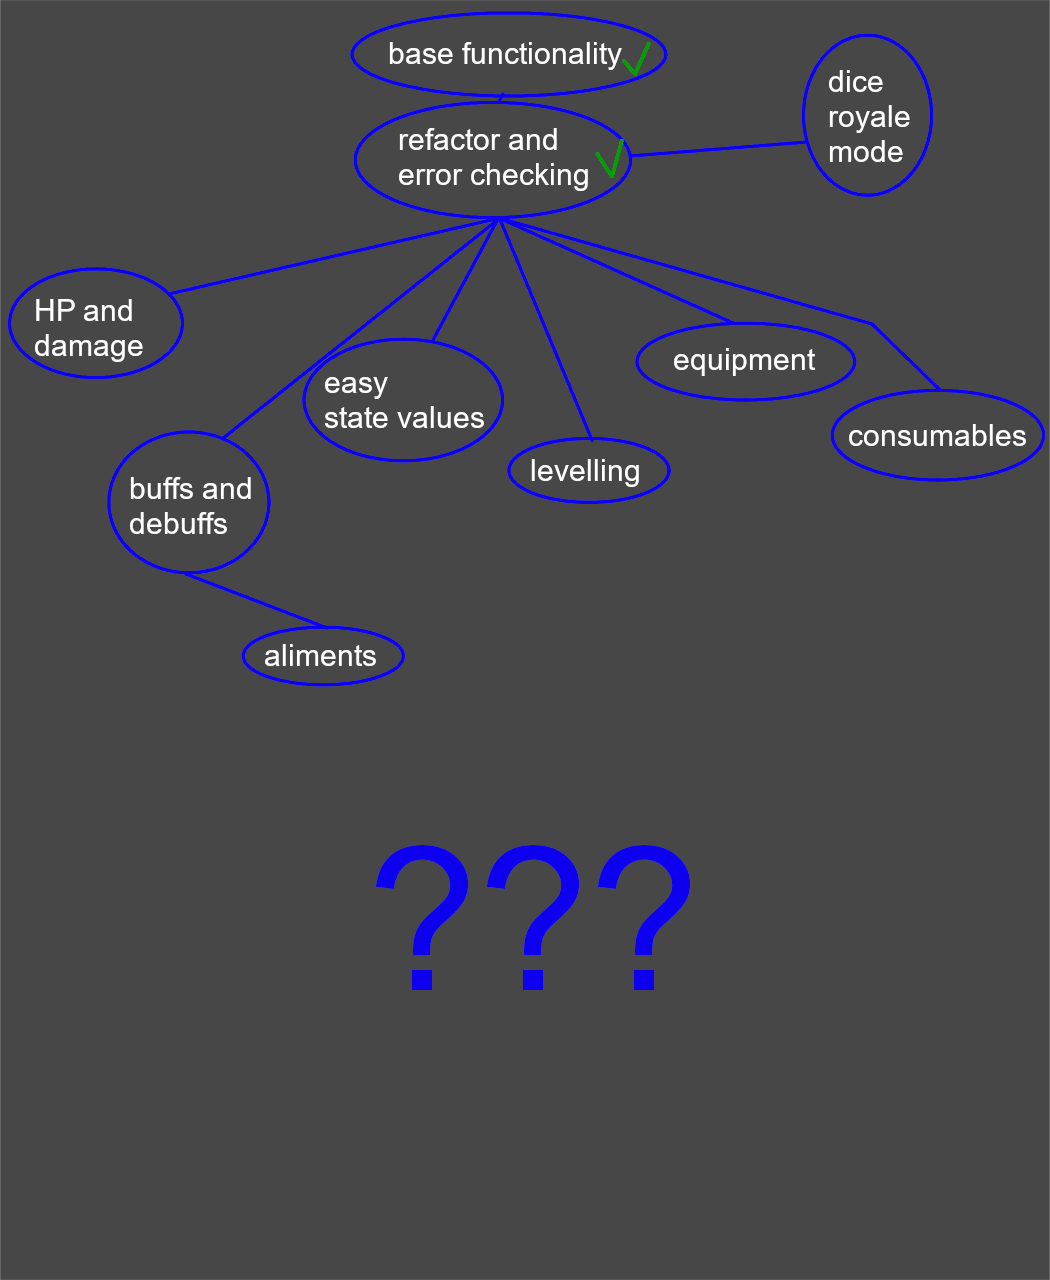 base functionality
dice
royale
mode
refactor and
error checking
HP and
damage
easy
state values
equipment
consumables
levelling
buffs and
debuffs
aliments
???